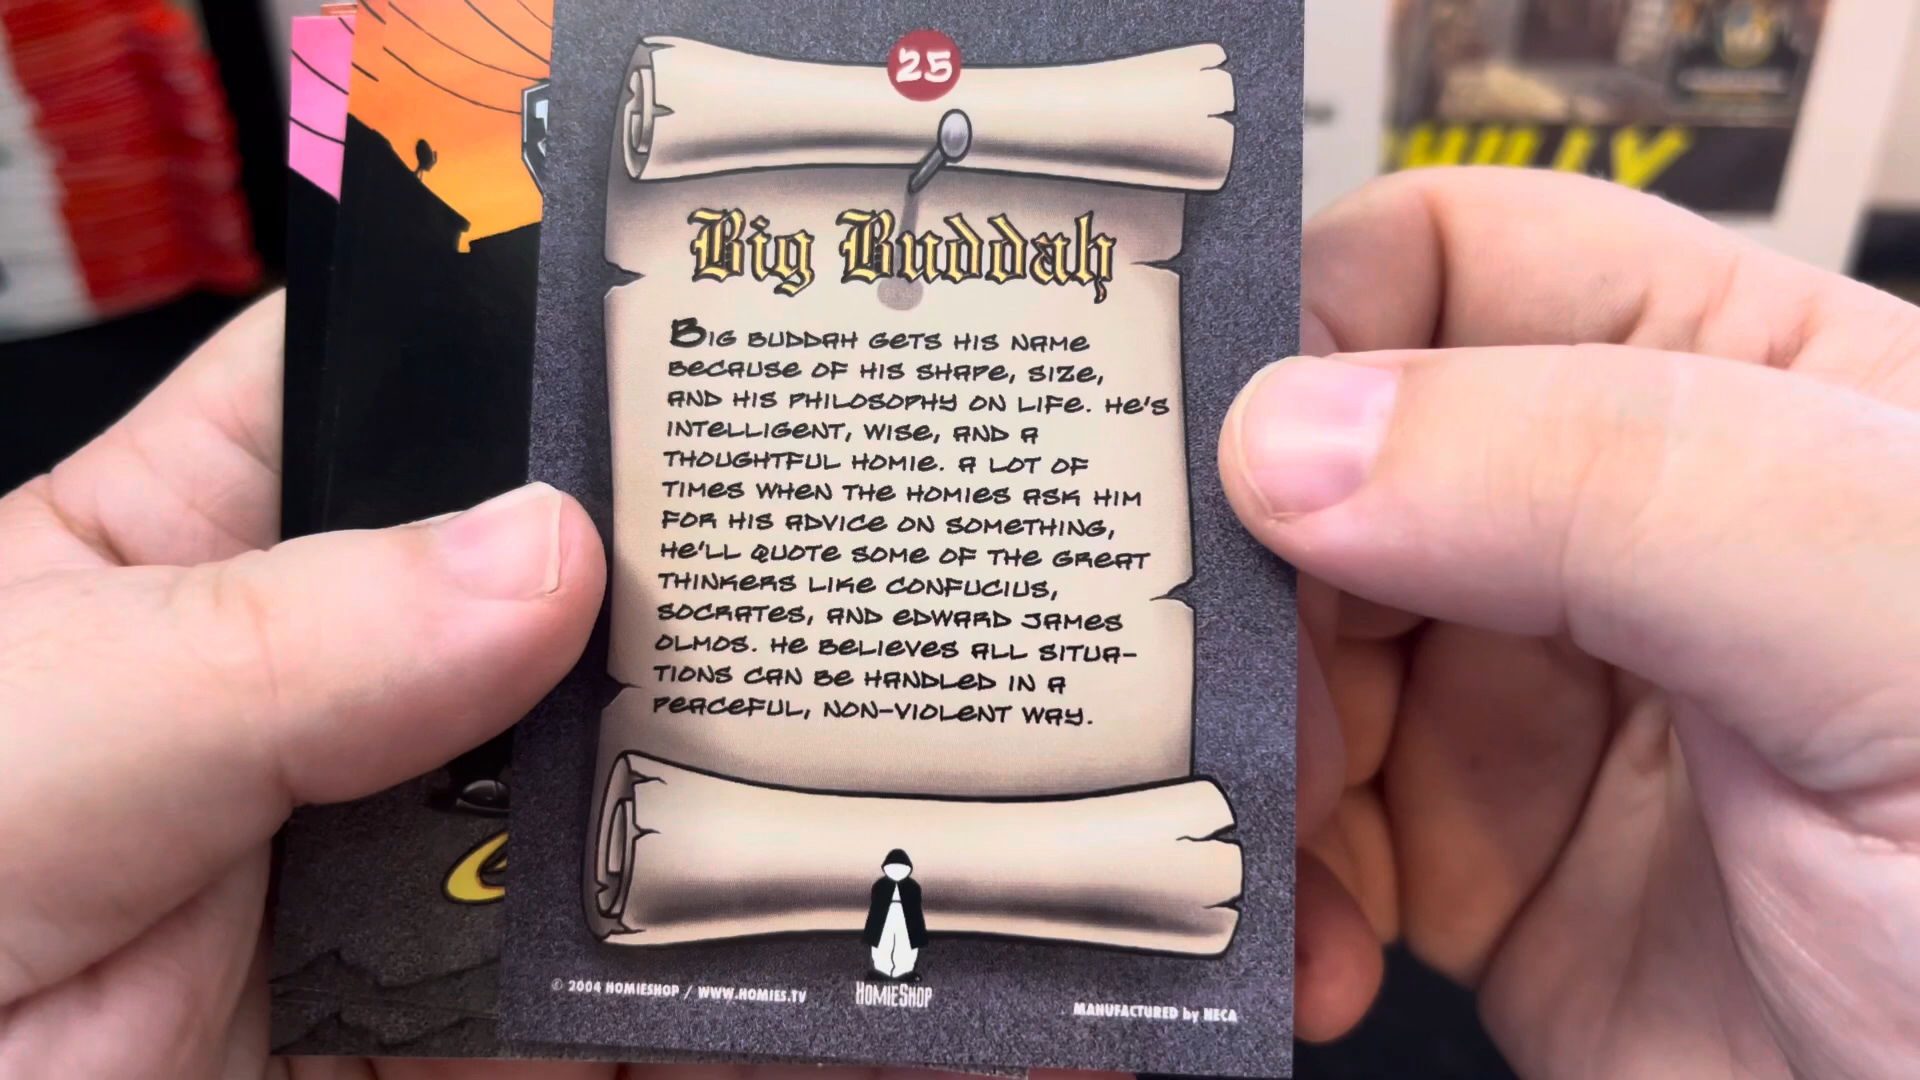 25
Big Buddah
BIG BUDDAH GETS HIS NAME
BECAUSE OF HIS SHAPE, SIZE,
AND HIS PHILOSOPHY ON LIFE. HE'S
INTELLIGENT, WISE, AND A
THOUGHTFUL HOMIE. A LOT OF
TIMES WHEN THE HOMIES ASK HIM
FOR HIS ADVICE ON SOMETHING,
HE'LL QUOTE SOME OF THE GREAT
THINKERS LIKE CONFUCIUS,
SOCRATES, AND EDWARD JAMES
OLMOS. HE BELIEVES ALL SITUA-
TIONS CAN BE HANDLED IN A
PEACEFUL, NON-VIOLENT WAY.
© 2004 HOMIESHOP / WWW.HOMIES.TV
HOMIESHOP
MANUFACTURED by NECA